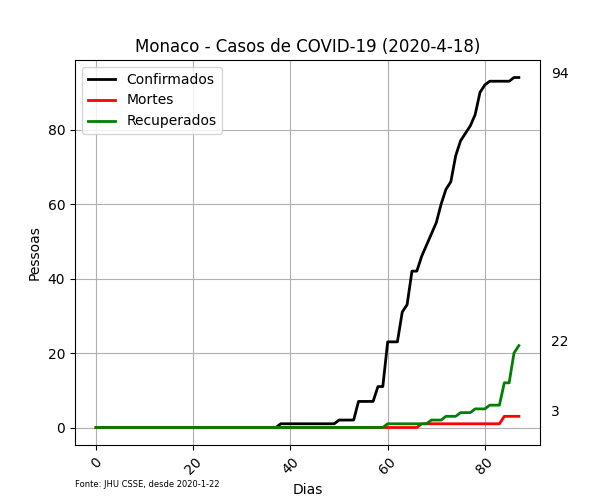 Monaco - Casos de COVID-19 (2020-4-18)
Confirmados
Mortes
Recuperados
94
22
3
Pessoas
80
60
40
20
0
0
20
40
60
80
Dias
Fonte: JHU CSSE, desde 2020-1-22